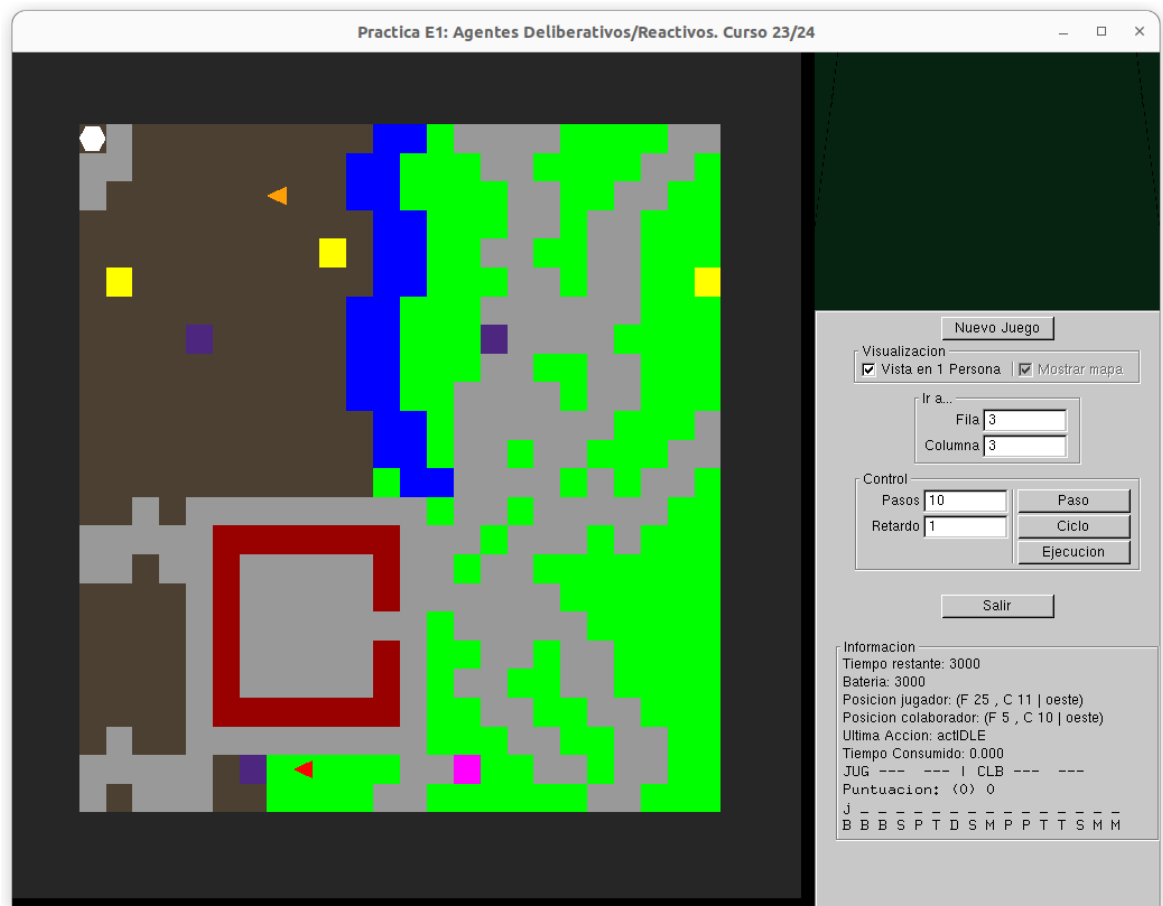 Practica E1: Agentes Deliberativos/Reactivos. Curso 23/24
Nuevo Juego
Visualizacion
Vista en 1 Persona
Mostrar mapa
Ir a...
Fila 3
Columna 3
Control
Pasos 10 Paso
Retardo 1 Ciclo
Ejecucion
Salir
Informacion
Tiempo restante: 3000
Bateria: 3000
Posicion jugador: (F 25 , C 11 | oeste)
Posicion colaborador: (F 5 , C 10 | oeste)
Ultima Accion: actIDLE
Tiempo Consumido: 0.000
JUG --- --- | CLB --- ---
Puntuacion: (0) 0
j _ _ _ _ _ _ _ _ _ _ _ _ _ _ _
B B B S P T D S M P P T T S M M